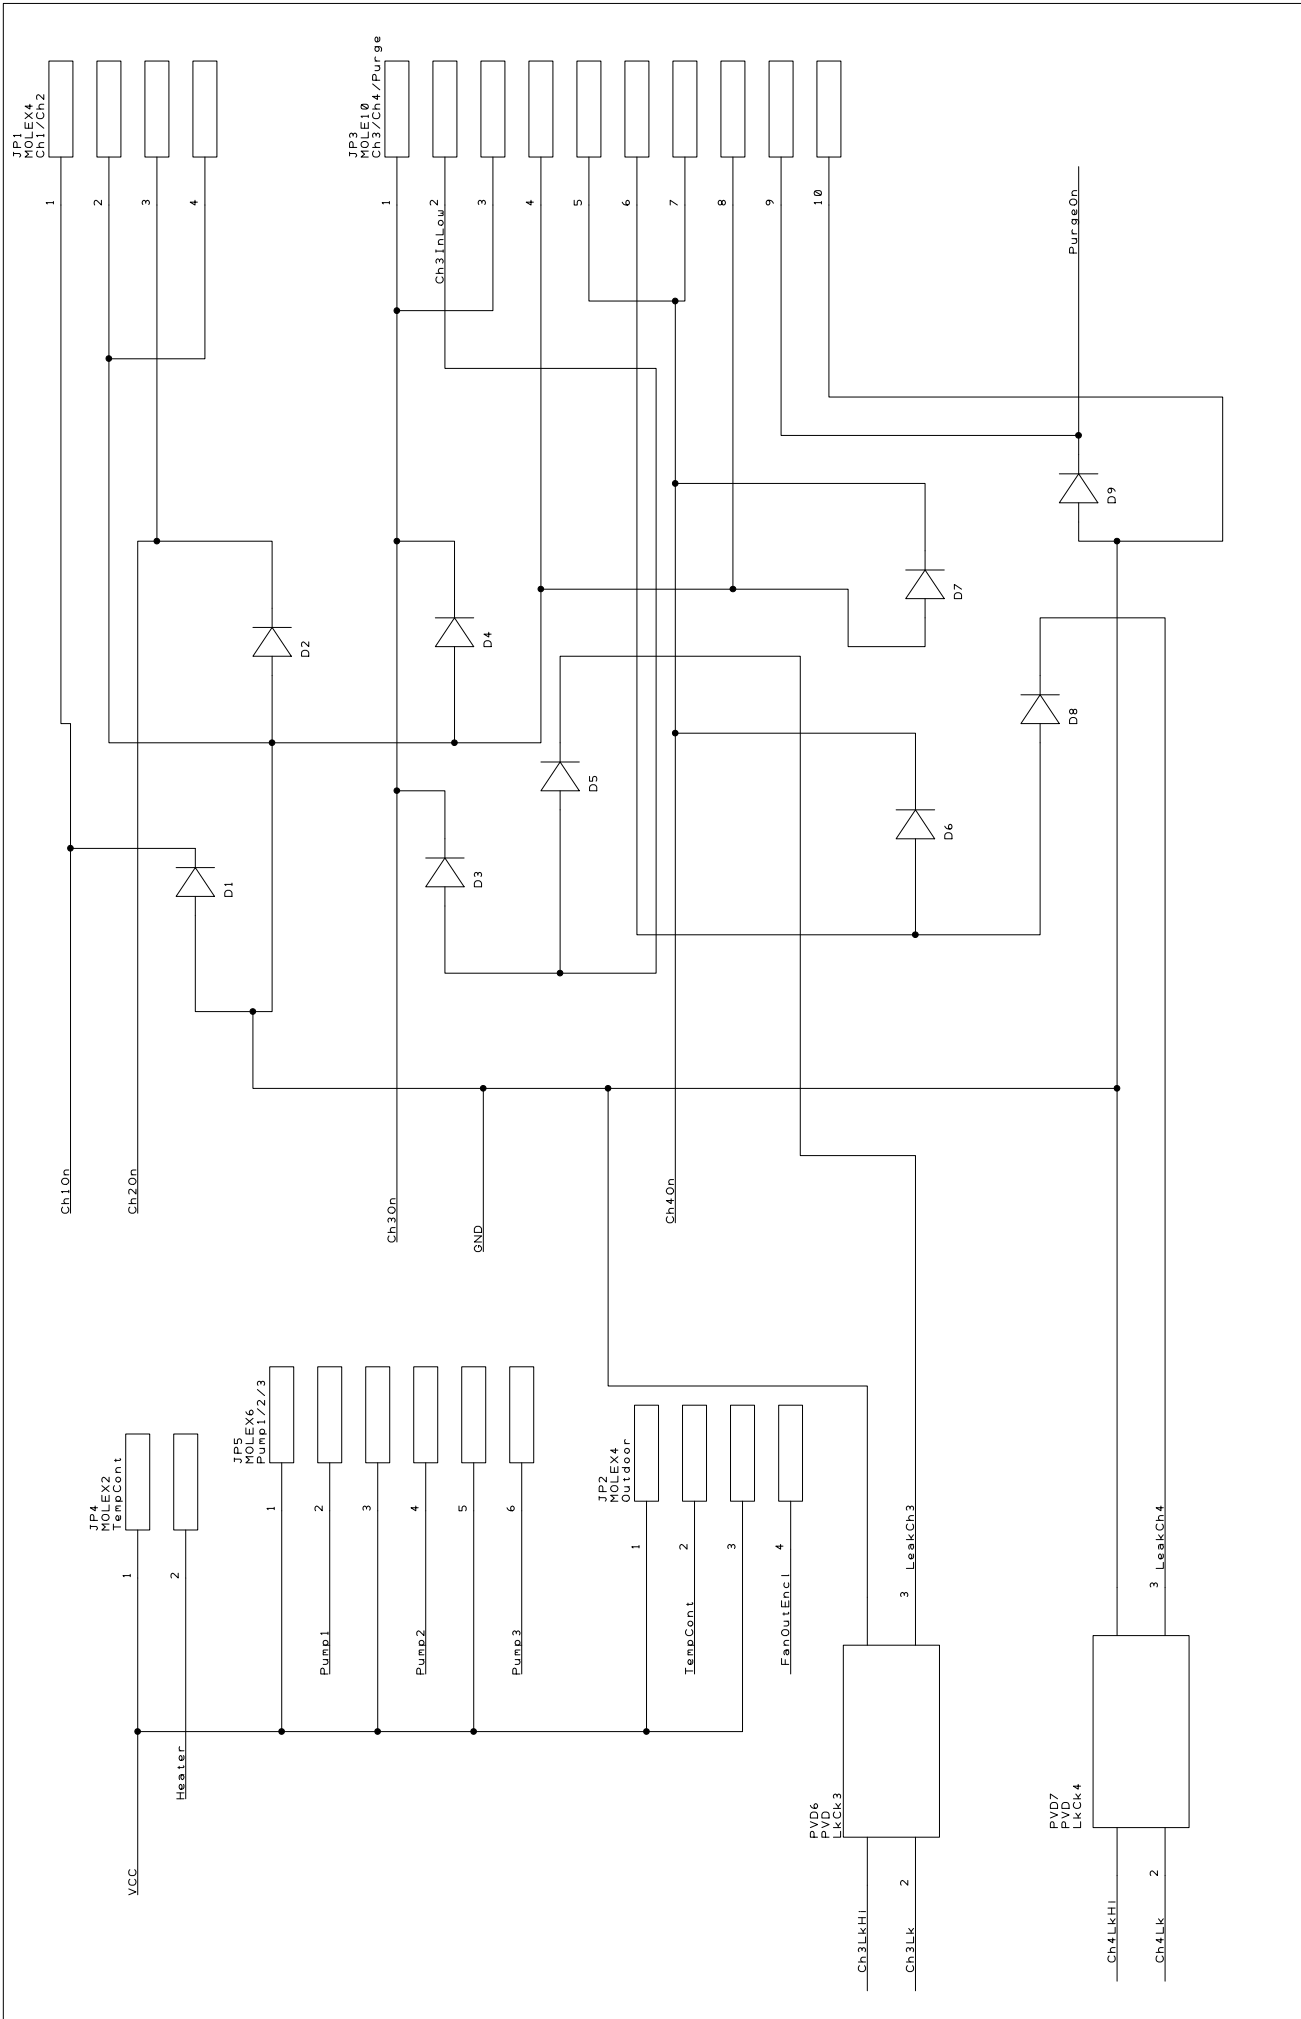 JP1
MOLEX4
Ch1/Ch2
1
2
3
4
JP3
MOLE10
Ch3/Ch4/Purge
1
2
3
4
5
6
7
8
9
10
Ch3InLow
PurgeOn
D9
D7
D2
D4
D8
D5
D6
D1
D3
Ch1On
Ch2On
Ch3On
GND
Ch4On
JP4
MOLEX2
TempCont
1
2
Heater
VCC
JP5
MOLEX6
Pump1/2/3
1
2
3
4
5
6
Pump1
Pump2
Pump3
JP2
MOLEX4
Outdoor
1
2
3
4
TempCont
FanOutEncl
3
LeakCh3
3
LeakCh4
PVD6
PVD
LkCk3
PVD7
PVD
LkCk4
2
2
Ch3LkHi
Ch3Lk
Ch4LkHi
Ch4Lk